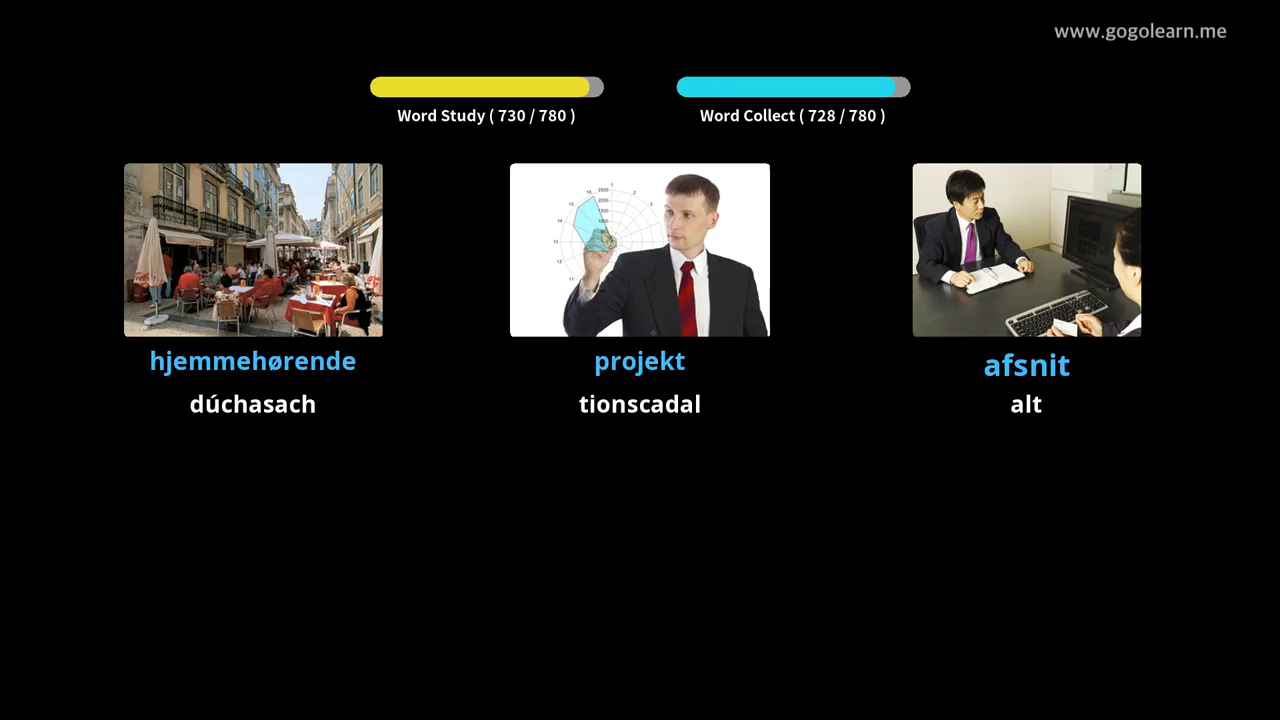 www.gogolearn.me
Word Study ( 730 / 780 )
Word Collect ( 728 / 780 )
hjemmehørende
projekt
afsnit
dúchasach
tionscadal
alt